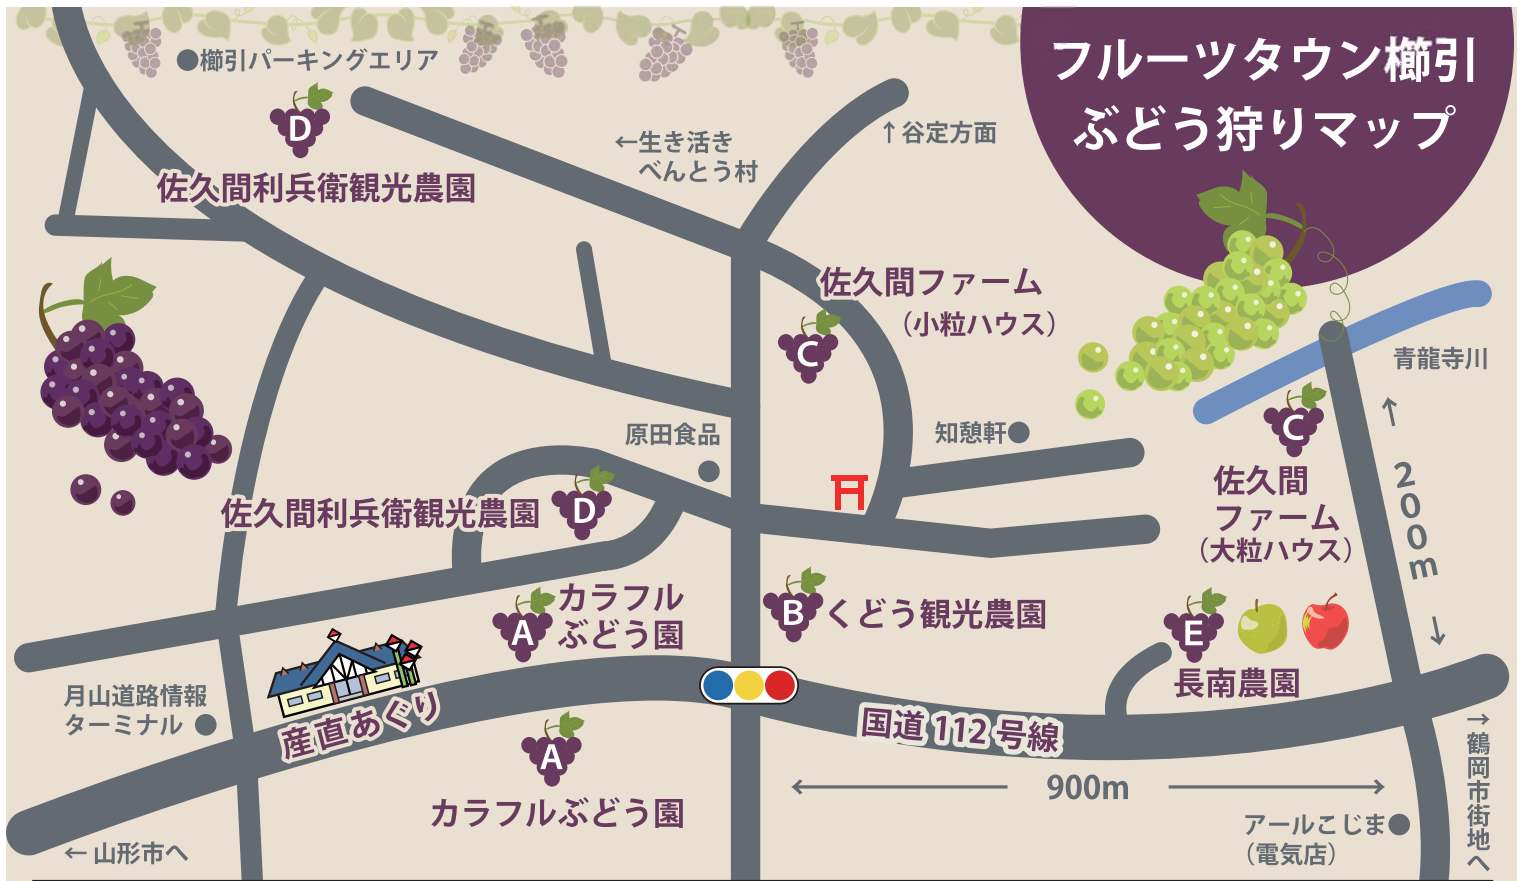 フルーツタウン櫛引
ぶどう狩りマップ
櫛引パーキングエリア
D
佐久間利兵衛観光農園
←生き活き
べんとう村
↑谷定方面
佐久間ファーム
（小粒ハウス）
C
青龍寺川
原田食品
知憩軒
C
佐久間
ファーム
（大粒ハウス）
200m
佐久間利兵衛観光農園
D
A
カラフル
ぶどう園
B
くどう観光農園
E
長南農園
月山道路情報
ターミナル
産直あぐり
国道112号線
A
カラフルぶどう園
900m
→鶴岡市街地へ
アールこじま
（電気店）
←山形市へ